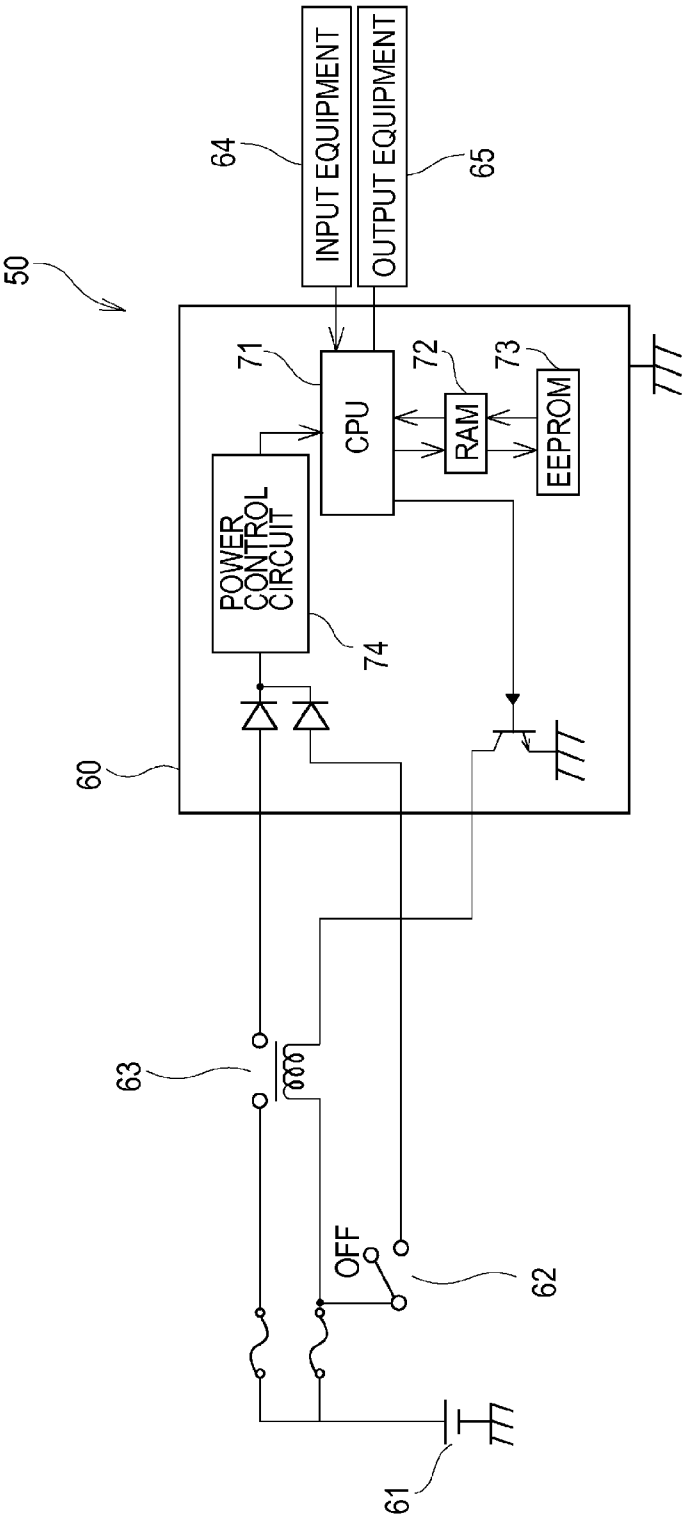 50
60
63
61
62
OFF
64
65
INPUT EQUIPMENT
OUTPUT EQUIPMENT
POWER
CONTROL
CIRCUIT
74
71
CPU
72
RAM
73
EEPROM